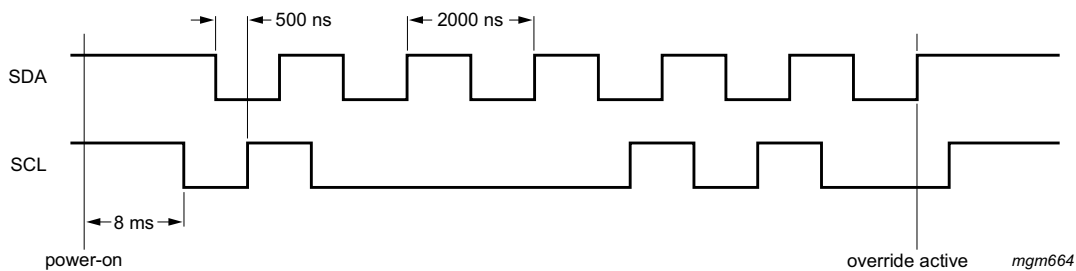 500 ns
2000 ns
SDA
SCL
8 ms
power-on
override active
mgm664